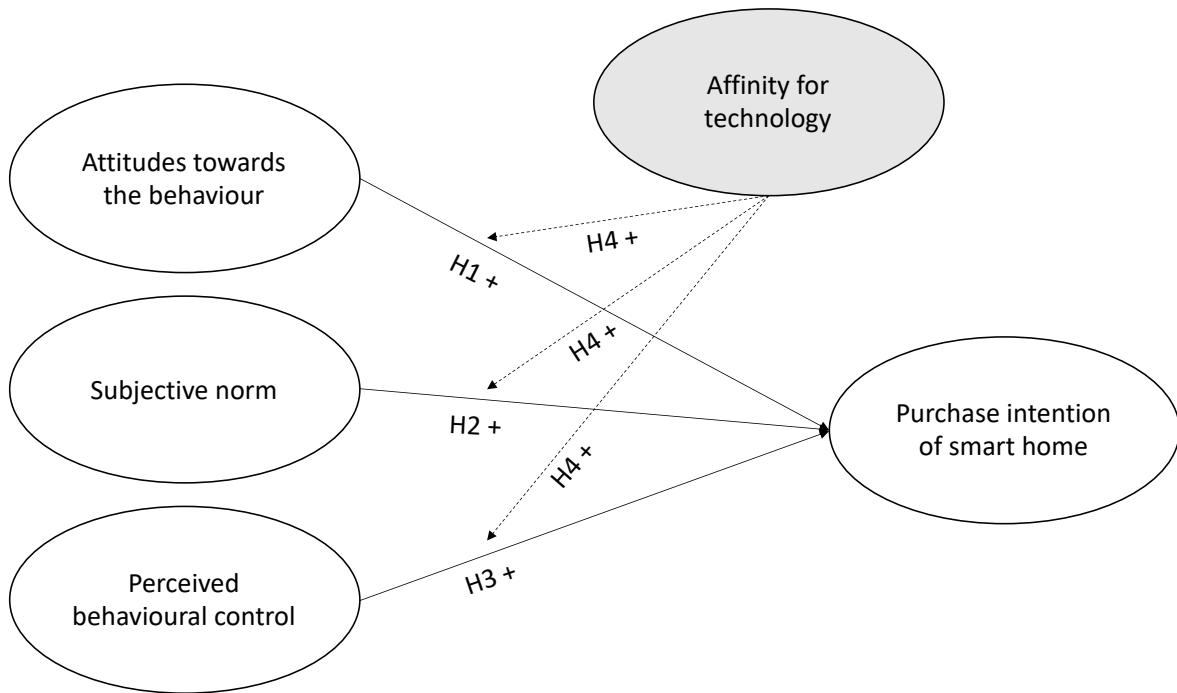 Affinity for
technology
Attitudes towards
the behaviour
H4 +
H1 +
H4 +
Subjective norm
H2 +
Purchase intention
of smart home
H4 +
H3 +
Perceived
behavioural control